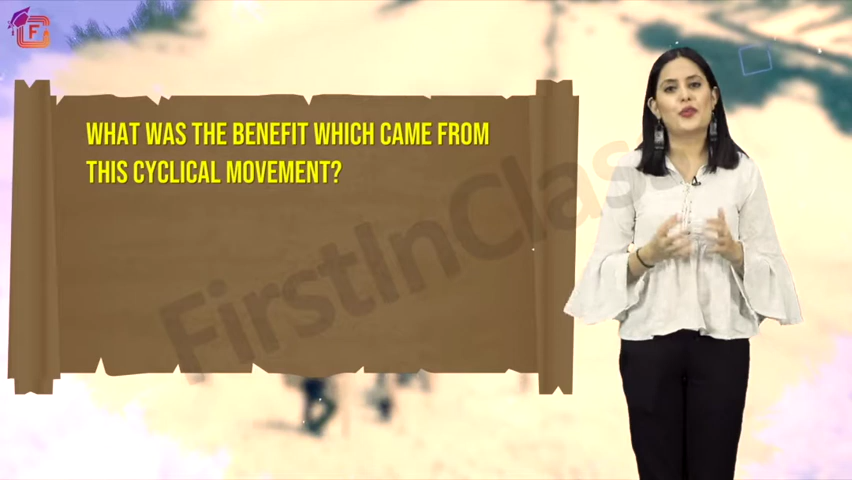 F
WHAT WAS THE BENEFIT WHICH CAME FROM
THIS CYCLICAL MOVEMENT?
FirstInClass